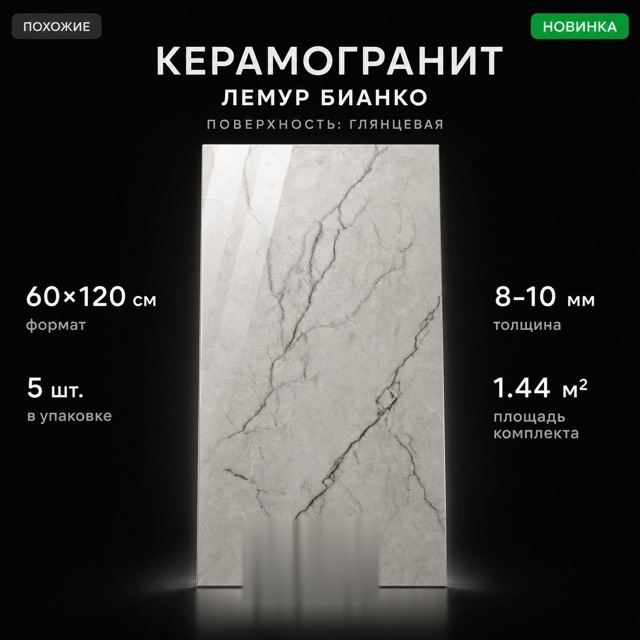 ПОХОЖИЕ
НОВИНКА
КЕРАМОГРАНИТ
ЛЕМУР БИАНКО
ПОВЕРХНОСТЬ: ГЛЯНЦЕВАЯ
60×120 см
формат
8-10 мм
толщина
5 шт.
в упаковке
1.44 м²
площадь
комплекта